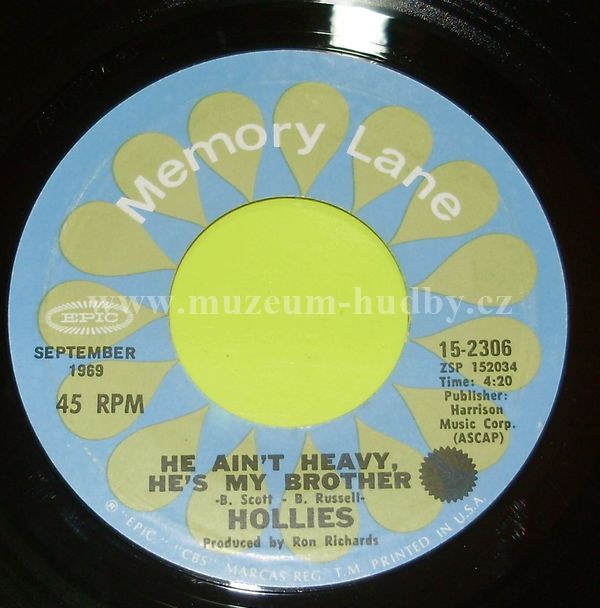 Memory Lane
www.muzeum-hudby.cz
EPIC
SEPTEMBER
1969
45 RPM
15-2306
ZSP 152034
Time: 4:20
Publisher:
Harrison
Music Corp.
(ASCAP)
HE AIN'T HEAVY,
HE'S MY BROTHER
-B. Scott - B. Russell-
HOLLIES
Produced by Ron Richards
® "EPIC," "CBS" MARCAS REG. T.M. PRINTED IN U.S.A.